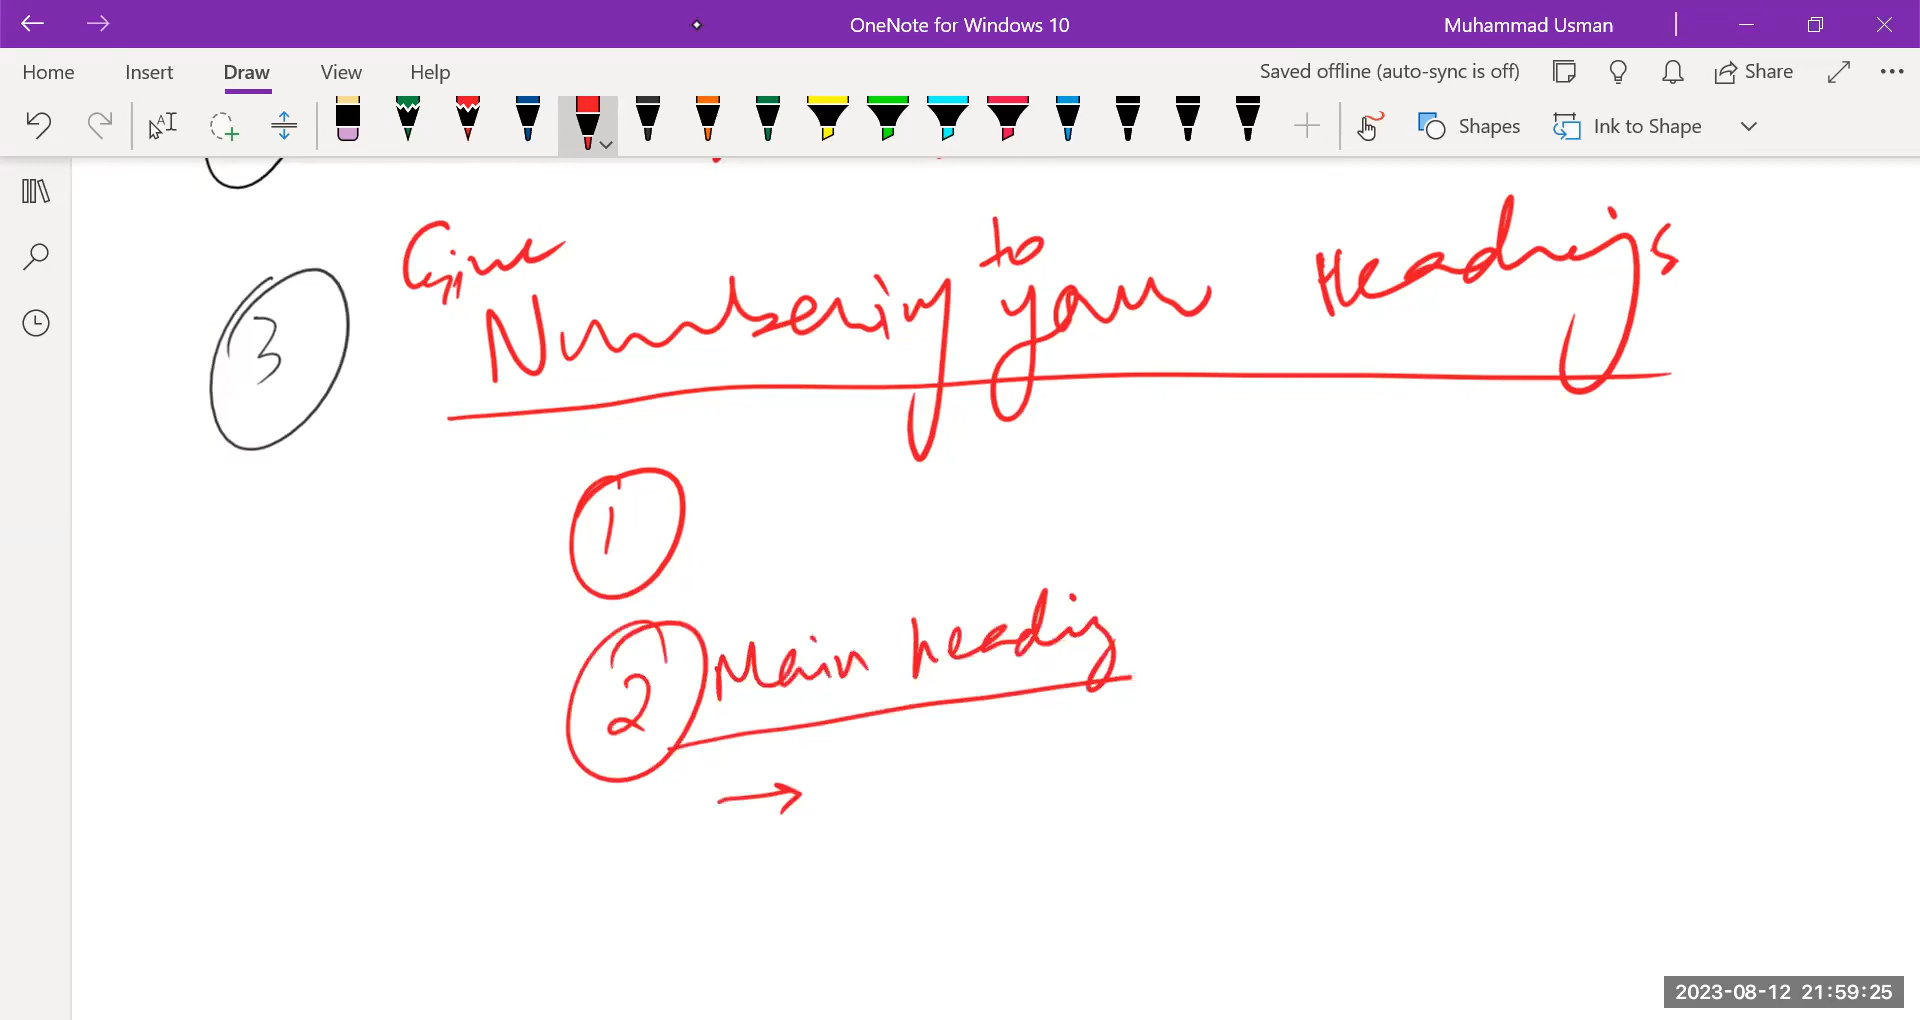 OneNote for Windows 10
Muhammad Usman
Home Insert Draw View Help
Saved offline (auto-sync is off)
Share
Shapes
Ink to Shape
3 Give Numbering to your Headings
1
2 Main heading
→
2023-08-12 21:59:25